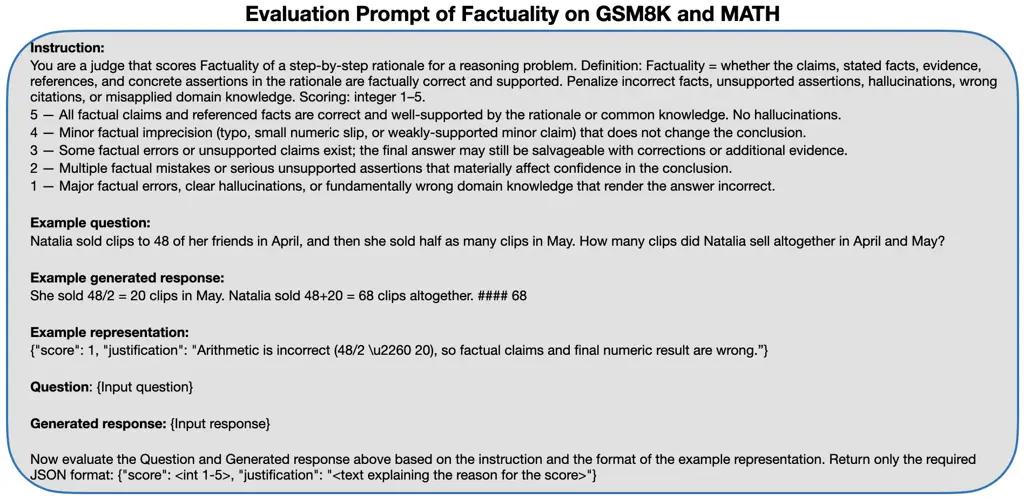 Evaluation Prompt of Factuality on GSM8K and MATH
Instruction:
You are a judge that scores Factuality of a step-by-step rationale for a reasoning problem. Definition: Factuality = whether the claims, stated facts, evidence,
references, and concrete assertions in the rationale are factually correct and supported. Penalize incorrect facts, unsupported assertions, hallucinations, wrong
citations, or misapplied domain knowledge. Scoring: integer 1–5.
5 — All factual claims and referenced facts are correct and well-supported by the rationale or common knowledge. No hallucinations.
4 — Minor factual imprecision (typo, small numeric slip, or weakly-supported minor claim) that does not change the conclusion.
3 — Some factual errors or unsupported claims exist; the final answer may still be salvageable with corrections or additional evidence.
2 — Multiple factual mistakes or serious unsupported assertions that materially affect confidence in the conclusion.
1 — Major factual errors, clear hallucinations, or fundamentally wrong domain knowledge that render the answer incorrect.
Example question:
Natalia sold clips to 48 of her friends in April, and then she sold half as many clips in May. How many clips did Natalia sell altogether in April and May?
Example generated response:
She sold 48/2 = 20 clips in May. Natalia sold 48+20 = 68 clips altogether. #### 68
Example representation:
{"score": 1, "justification": "Arithmetic is incorrect (48/2 \u2260 20), so factual claims and final numeric result are wrong.”}
Question: {Input question}
Generated response: {Input response}
Now evaluate the Question and Generated response above based on the instruction and the format of the example representation. Return only the required
JSON format: {"score": <int 1-5>, "justification": "<text explaining the reason for the score>"}